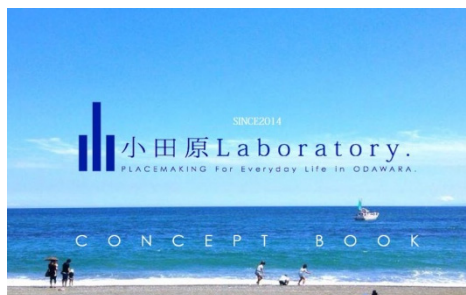 SINCE2014
小田原Laboratory.
PLACEMAKING For Everyday Life in ODAWARA.
CONCEPT BOOK